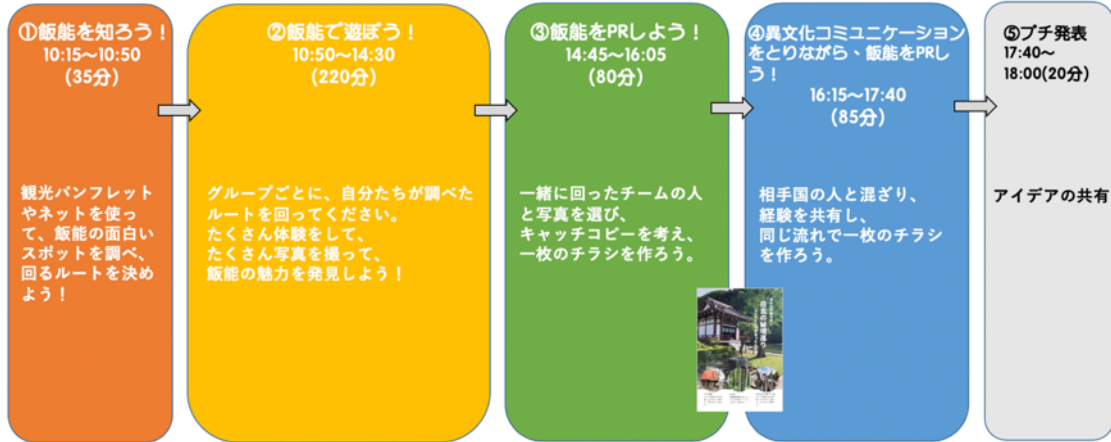 ①飯能を知ろう！
10:15〜10:50
(35分)
観光パンフレット
やネットを使っ
て、飯能の面白い
スポットを調べ、
回るルートを決め
よう！
②飯能で遊ぼう！
10:50〜14:30
(220分)
グループごとに、自分たちが調べた
ルートを回ってください。
たくさん体験をして、
たくさん写真を撮って、
飯能の魅力を発見しよう！
③飯能をPRしよう！
14:45〜16:05
(80分)
一緒に回ったチームの人
と写真を選び、
キャッチコピーを考え、
一枚のチラシを作ろう。
④異文化コミュニケーション
をとりながら、飯能をPRし
う！
16:15〜17:40
(85分)
相手国の人と混ざり、
経験を共有し、
同じ流れで一枚のチラシ
を作ろう。
⑤プチ発表
17:40〜
18:00(20分)
アイデアの共有